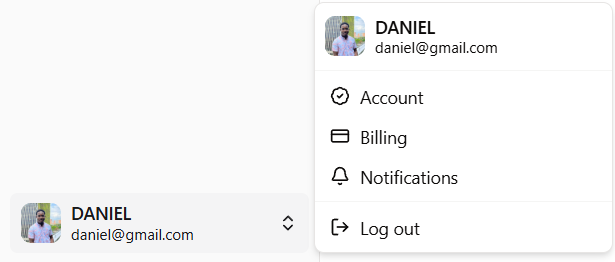 DANIEL
daniel@gmail.com
Account
Billing
Notifications
Log out
DANIEL
daniel@gmail.com